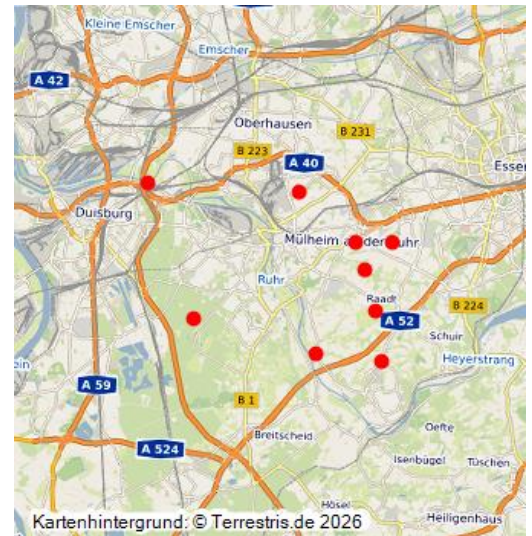 Kleine Emscher
Emscher
A 42
Oberhausen
B 231
B 223
A 40
Essen
Duisburg
Mülheim an der Ruhr
Ruhr
Raadt
B 224
A 52
Schuir
Heyerstrang
A 59
B 1
Oefte
Breitscheid
A 524
Isenbügel
Tüschen
Hösel
Heiligenhaus
Kartenhintergrund: © Terrestris.de 2026